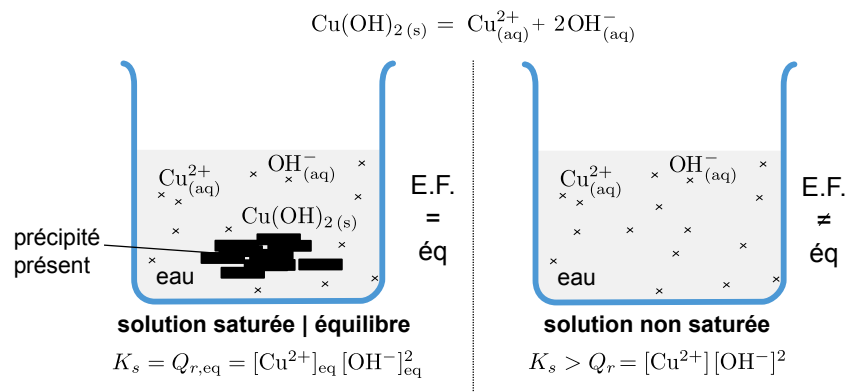 Cu(OH)₂ (s) = Cu²⁺(aq) + 2OH⁻(aq)
Cu²⁺(aq)
OH⁻(aq)
Cu(OH)₂ (s)
précipité
présent
eau
E.F.
=
éq
solution saturée | équilibre
Kₛ = Qᵣ,eq = [Cu²⁺]eq [OH⁻]²eq
Cu²⁺(aq)
OH⁻(aq)
eau
E.F.
≠
éq
solution non saturée
Kₛ > Qᵣ = [Cu²⁺] [OH⁻]²